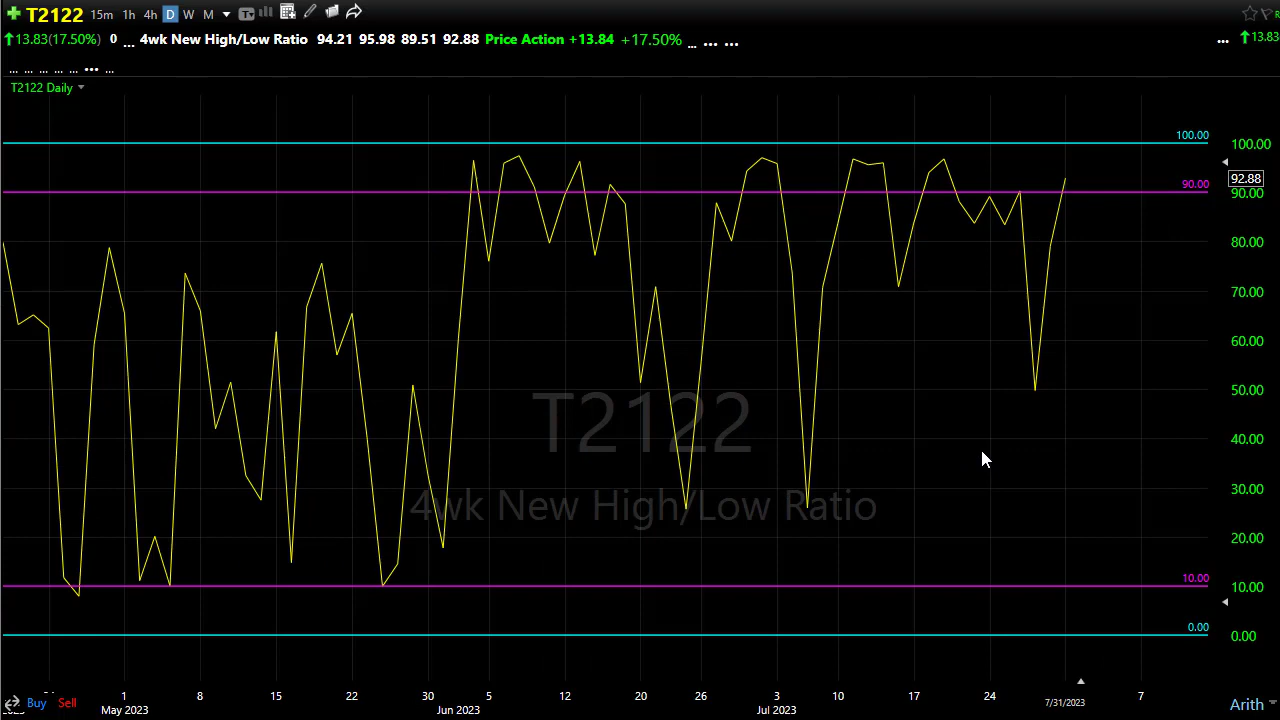 T2122 15m 1h 4h D W M
13.83(17.50%) 0 ... 4wk New High/Low Ratio 94.21 95.98 89.51 92.88 Price Action +13.84 +17.50% ... ... ... ... 13.83
... ... ... ... ... ... ...
T2122 Daily
100.00 100.00
92.88
90.00 90.00
80.00
70.00
60.00
50.00
T2122
40.00
30.00
4wk New High/Low Ratio
20.00
10.00 10.00
0.00 0.00
1 8 15 22 30 5 12 20 26 3 10 17 24 7/31/2023 7
Buy Sell May 2023 Jun 2023 Jul 2023 Arith